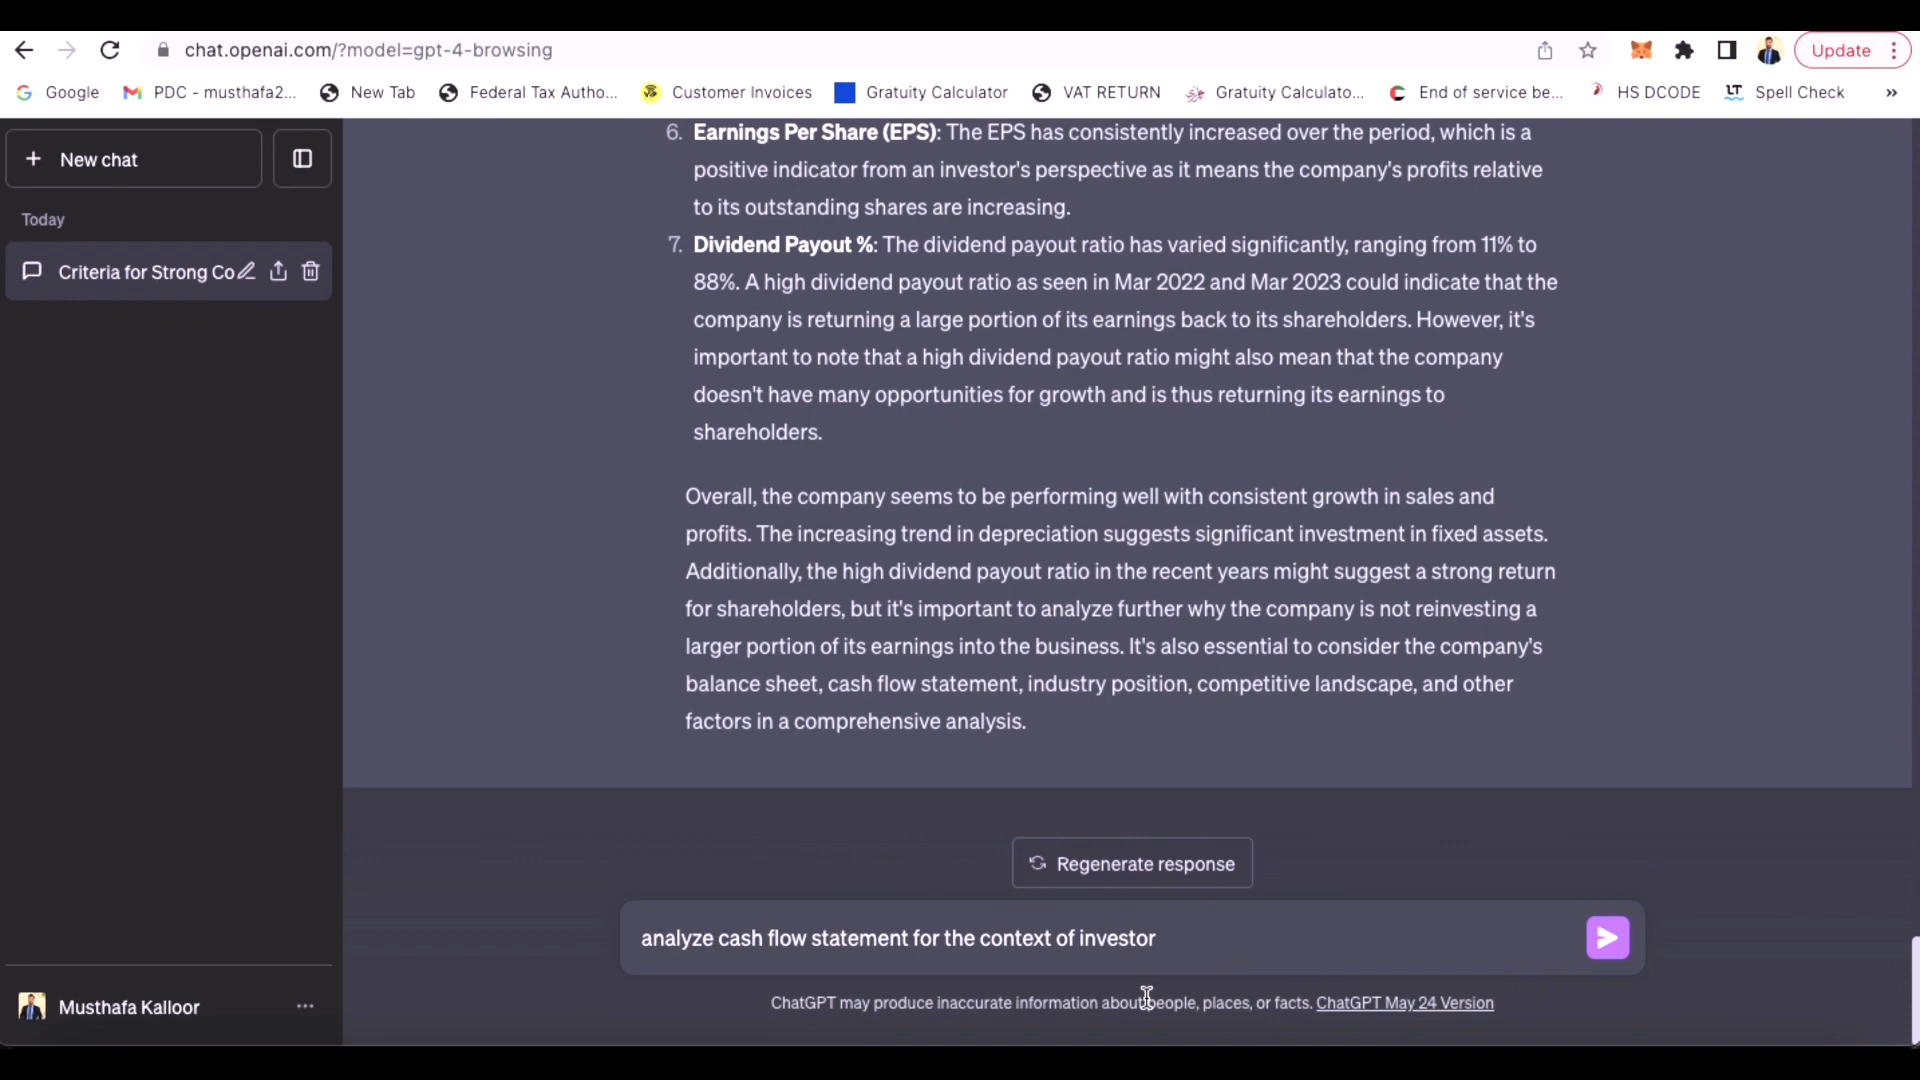 chat.openai.com/?model=gpt-4-browsing
Update
Google
PDC - musthafa2...
New Tab
Federal Tax Autho...
Customer Invoices
Gratuity Calculator
VAT RETURN
Gratuity Calculato...
End of service be...
HS DCODE
LT
Spell Check
»
+ New chat
Today
Criteria for Strong Co
6. Earnings Per Share (EPS): The EPS has consistently increased over the period, which is a
positive indicator from an investor's perspective as it means the company's profits relative
to its outstanding shares are increasing.
7. Dividend Payout %: The dividend payout ratio has varied significantly, ranging from 11% to
88%. A high dividend payout ratio as seen in Mar 2022 and Mar 2023 could indicate that the
company is returning a large portion of its earnings back to its shareholders. However, it's
important to note that a high dividend payout ratio might also mean that the company
doesn't have many opportunities for growth and is thus returning its earnings to
shareholders.
Overall, the company seems to be performing well with consistent growth in sales and
profits. The increasing trend in depreciation suggests significant investment in fixed assets.
Additionally, the high dividend payout ratio in the recent years might suggest a strong return
for shareholders, but it's important to analyze further why the company is not reinvesting a
larger portion of its earnings into the business. It's also essential to consider the company's
balance sheet, cash flow statement, industry position, competitive landscape, and other
factors in a comprehensive analysis.
Regenerate response
analyze cash flow statement for the context of investor
Musthafa Kalloor
ChatGPT may produce inaccurate information about people, places, or facts. ChatGPT May 24 Version